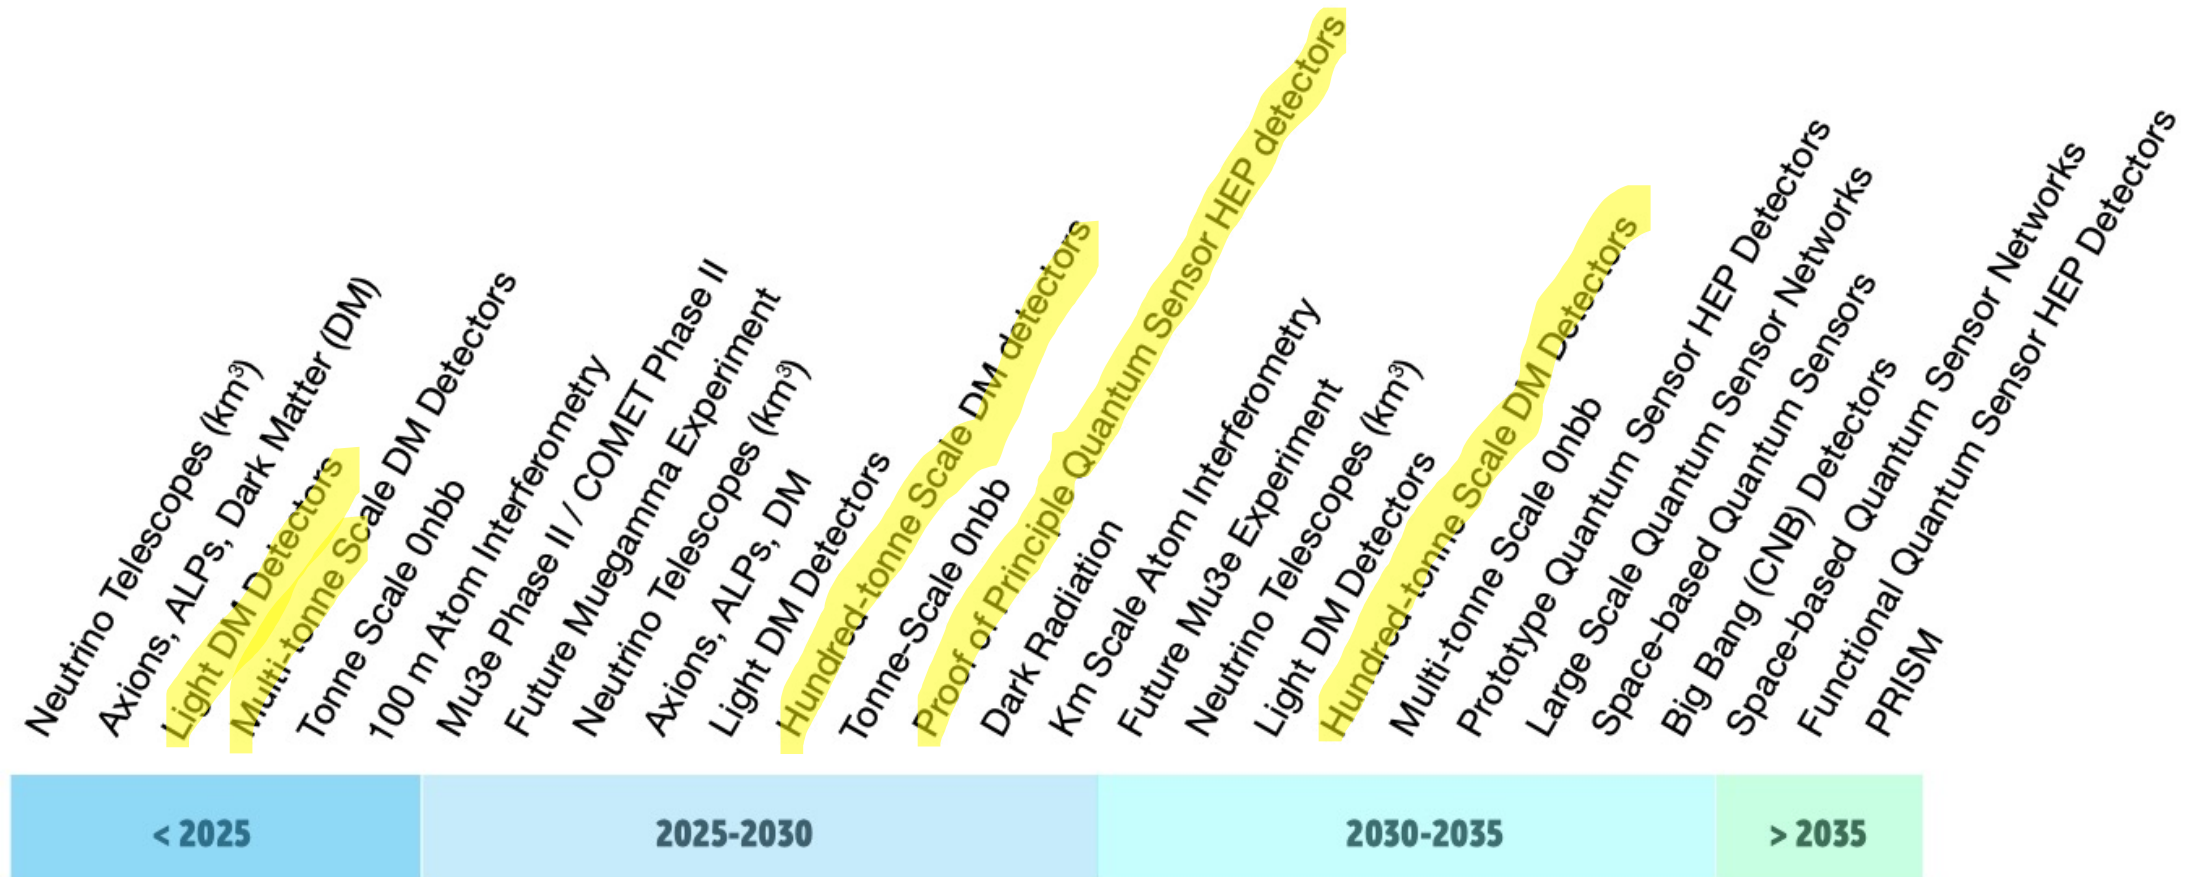 Neutrino Telescopes (km³)
Axions, ALPs, Dark Matter (DM)
Light DM Detectors
Multi-tonne Scale DM Detectors
Tonne Scale 0nbb
100 m Atom Interferometry
Mu3e Phase II / COMET Phase II
Future Muegamma Experiment
Neutrino Telescopes (km³)
Axions, ALPs, DM
Light DM Detectors
Hundred-tonne Scale DM detectors
Tonne-Scale 0nbb
Proof of Principle Quantum Sensor HEP detectors
Dark Radiation
Km Scale Atom Interferometry
Future Mu3e Experiment
Neutrino Telescopes (km³)
Light DM Detectors
Hundred-tonne Scale DM Detectors
Multi-tonne Scale 0nbb
Prototype Quantum Sensor HEP Detectors
Large Scale Quantum Sensor Networks
Space-based Quantum Sensors
Big Bang (CNB) Detectors
Space-based Quantum Sensor Networks
Functional Quantum Sensor HEP Detectors
PRISM
< 2025
2025-2030
2030-2035
> 2035